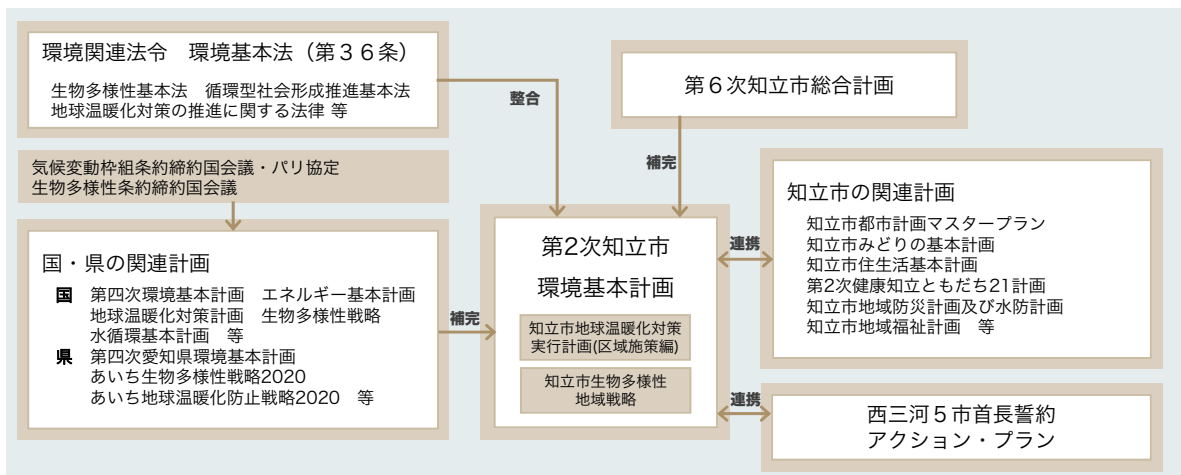 環境関連法令　環境基本法（第３６条）
生物多様性基本法　循環型社会形成推進基本法
地球温暖化対策の推進に関する法律 等
整合
第６次知立市総合計画
補完
気候変動枠組条約締約国会議・パリ協定
生物多様性条約締約国会議
国・県の関連計画
国　第四次環境基本計画　エネルギー基本計画
地球温暖化対策計画　生物多様性戦略
水循環基本計画　等
県　第四次愛知県環境基本計画
あいち生物多様性戦略2020
あいち地球温暖化防止戦略2020　等
補完
第2次知立市
環境基本計画
知立市地球温暖化対策
実行計画(区域施策編)
知立市生物多様性
地域戦略
連携
知立市の関連計画
知立市都市計画マスタープラン
知立市みどりの基本計画
知立市住生活基本計画
第2次健康知立ともだち21計画
知立市地域防災計画及び水防計画
知立市地域福祉計画　等
連携
西三河５市首長誓約
アクション・プラン